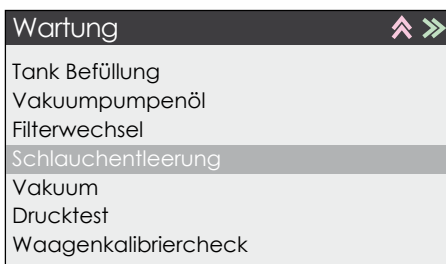 Wartung
Tank Befüllung
Vakuumpumpenöl
Filterwechsel
Schlauchentleerung
Vakuum
Drucktest
Waagenkalibriercheck